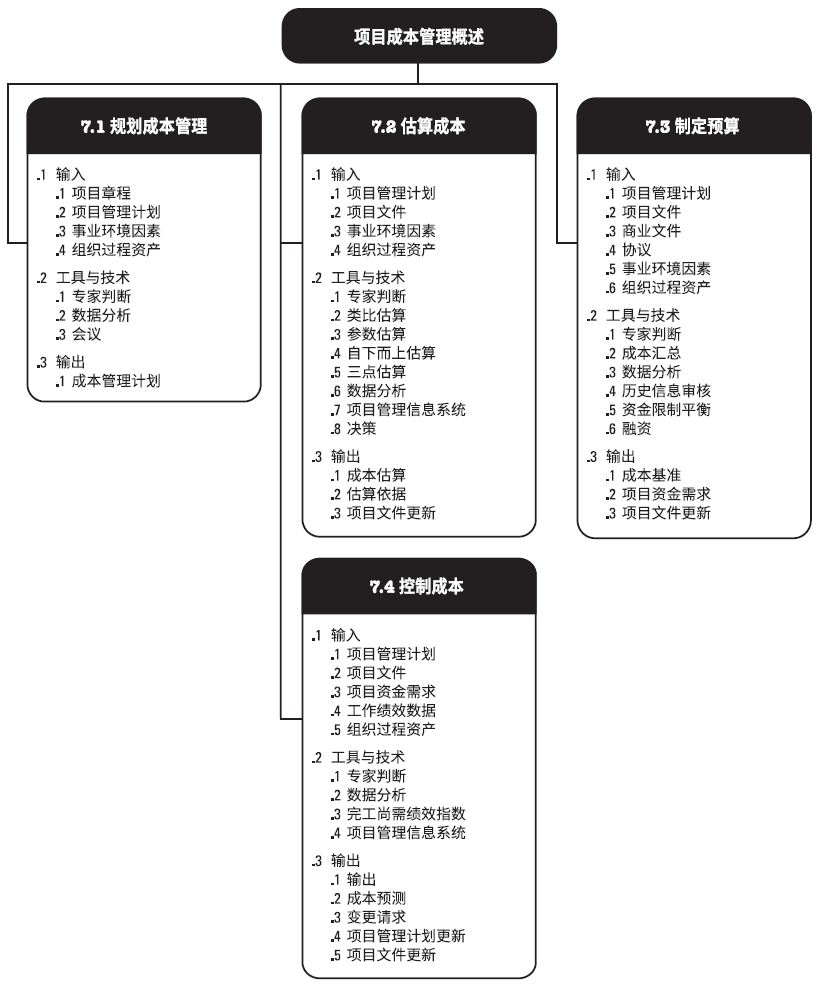 项目成本管理概述
7.1 规划成本管理
.1 输入
.1 项目章程
.2 项目管理计划
.3 事业环境因素
.4 组织过程资产
.2 工具与技术
.1 专家判断
.2 数据分析
.3 会议
.3 输出
.1 成本管理计划
7.2 估算成本
.1 输入
.1 项目管理计划
.2 项目文件
.3 事业环境因素
.4 组织过程资产
.2 工具与技术
.1 专家判断
.2 类比估算
.3 参数估算
.4 自下而上估算
.5 三点估算
.6 数据分析
.7 项目管理信息系统
.8 决策
.3 输出
.1 成本估算
.2 估算依据
.3 项目文件更新
7.3 制定预算
.1 输入
.1 项目管理计划
.2 项目文件
.3 商业文件
.4 协议
.5 事业环境因素
.6 组织过程资产
.2 工具与技术
.1 专家判断
.2 成本汇总
.3 数据分析
.4 历史信息审核
.5 资金限制平衡
.6 融资
.3 输出
.1 成本基准
.2 项目资金需求
.3 项目文件更新
7.4 控制成本
.1 输入
.1 项目管理计划
.2 项目文件
.3 项目资金需求
.4 工作绩效数据
.5 组织过程资产
.2 工具与技术
.1 专家判断
.2 数据分析
.3 完工尚需绩效指数
.4 项目管理信息系统
.3 输出
.1 输出
.2 成本预测
.3 变更请求
.4 项目管理计划更新
.5 项目文件更新